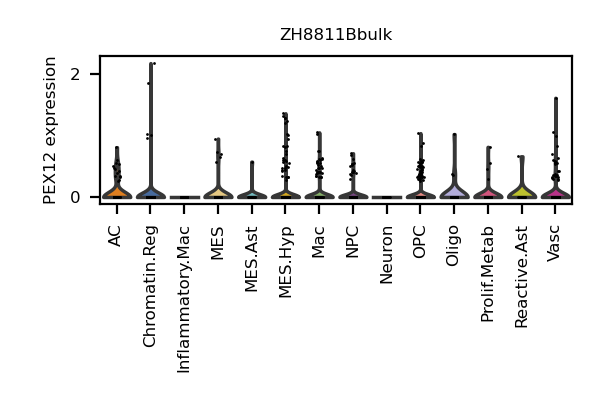 ZH8811Bbulk
PEX12 expression
2
0
AC
Chromatin.Reg
Inflammatory.Mac
MES
MES.Ast
MES.Hyp
Mac
NPC
Neuron
OPC
Oligo
Prolif.Metab
Reactive.Ast
Vasc